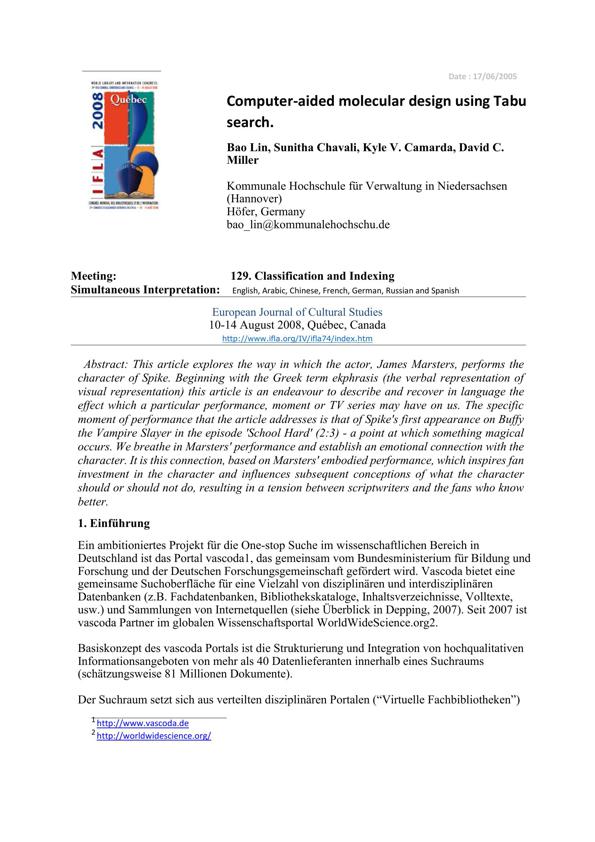 Date : 17/06/2005
WORLD LIBRARY AND INFORMATION CONGRESS:
2008
Québec
IFLA
Computer-aided molecular design using Tabu
search.
Bao Lin, Sunitha Chavali, Kyle V. Camarda, David C.
Miller
Kommunale Hochschule für Verwaltung in Niedersachsen
(Hannover)
Höfer, Germany
bao_lin@kommunalehochschu.de
Meeting: 129. Classification and Indexing
Simultaneous Interpretation: English, Arabic, Chinese, French, German, Russian and Spanish
European Journal of Cultural Studies
10-14 August 2008, Québec, Canada
http://www.ifla.org/IV/ifla74/index.htm
Abstract: This article explores the way in which the actor, James Marsters, performs the
character of Spike. Beginning with the Greek term ekphrasis (the verbal representation of
visual representation) this article is an endeavour to describe and recover in language the
effect which a particular performance, moment or TV series may have on us. The specific
moment of performance that the article addresses is that of Spike's first appearance on Buffy
the Vampire Slayer in the episode 'School Hard' (2:3) - a point at which something magical
occurs. We breathe in Marsters' performance and establish an emotional connection with the
character. It is this connection, based on Marsters' embodied performance, which inspires fan
investment in the character and influences subsequent conceptions of what the character
should or should not do, resulting in a tension between scriptwriters and the fans who know
better.
1. Einführung
Ein ambitioniertes Projekt für die One-stop Suche im wissenschaftlichen Bereich in
Deutschland ist das Portal vascoda1, das gemeinsam vom Bundesministerium für Bildung und
Forschung und der Deutschen Forschungsgemeinschaft gefördert wird. Vascoda bietet eine
gemeinsame Suchoberfläche für eine Vielzahl von disziplinären und interdisziplinären
Datenbanken (z.B. Fachdatenbanken, Bibliothekskataloge, Inhaltsverzeichnisse, Volltexte,
usw.) und Sammlungen von Internetquellen (siehe Überblick in Depping, 2007). Seit 2007 ist
vascoda Partner im globalen Wissenschaftsportal WorldWideScience.org2.
Basiskonzept des vascoda Portals ist die Strukturierung und Integration von hochqualitativen
Informationsangeboten von mehr als 40 Datenlieferanten innerhalb eines Suchraums
(schätzungsweise 81 Millionen Dokumente).
Der Suchraum setzt sich aus verteilten disziplinären Portalen (“Virtuelle Fachbibliotheken”)
1 http://www.vascoda.de
2 http://worldwidescience.org/